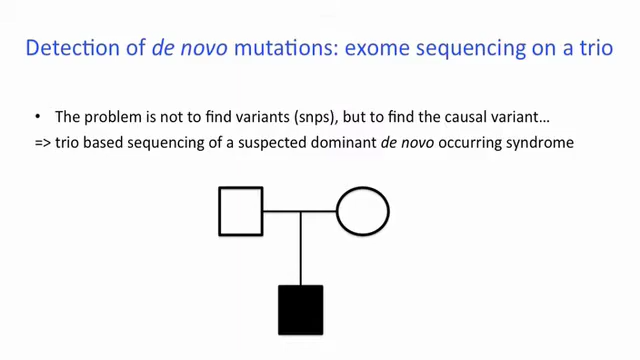 Detection of de novo mutations: exome sequencing on a trio
• The problem is not to find variants (snps), but to find the causal variant…
=> trio based sequencing of a suspected dominant de novo occurring syndrome